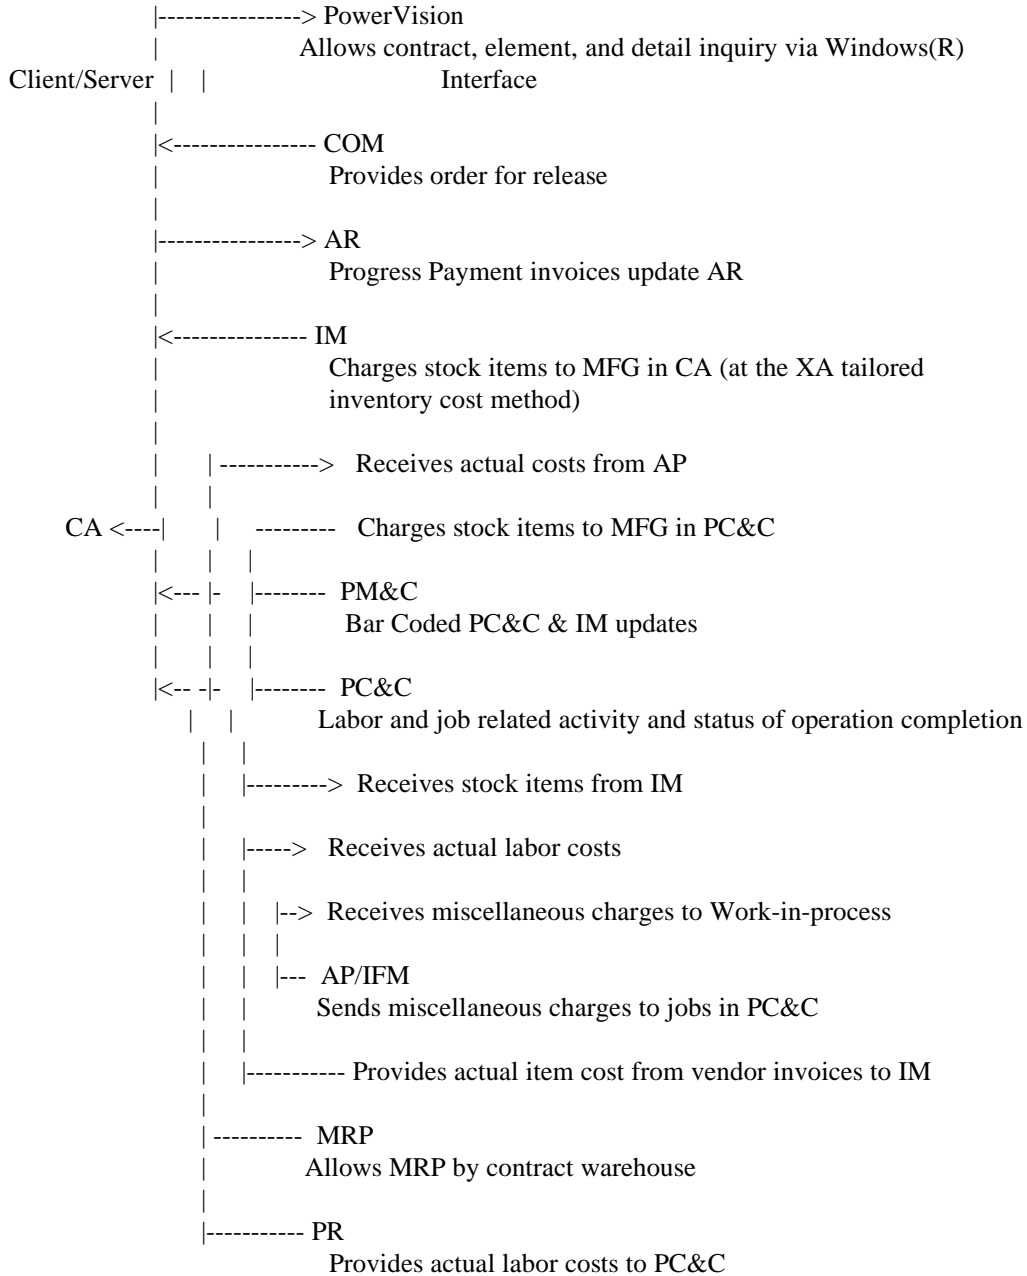 |----------------> PowerVision
| Allows contract, element, and detail inquiry via Windows(R)
Client/Server | | Interface
|
|<---------------- COM
| Provides order for release
|
|----------------> AR
| Progress Payment invoices update AR
|
|<--------------- IM
| Charges stock items to MFG in CA (at the XA tailored
| inventory cost method)
|
| | -----------> Receives actual costs from AP
| |
CA <----| | --------- Charges stock items to MFG in PC&C
| | |
|<--- |- |-------- PM&C
| | | Bar Coded PC&C & IM updates
| | |
|<-- -|- |-------- PC&C
| | Labor and job related activity and status of operation completion
| |
| |---------> Receives stock items from IM
|
| |-----> Receives actual labor costs
| |
| | |--> Receives miscellaneous charges to Work-in-process
| | |
| | |--- AP/IFM
| | Sends miscellaneous charges to jobs in PC&C
| |
| |----------- Provides actual item cost from vendor invoices to IM
|
| ---------- MRP
| Allows MRP by contract warehouse
|
|----------- PR
Provides actual labor costs to PC&C